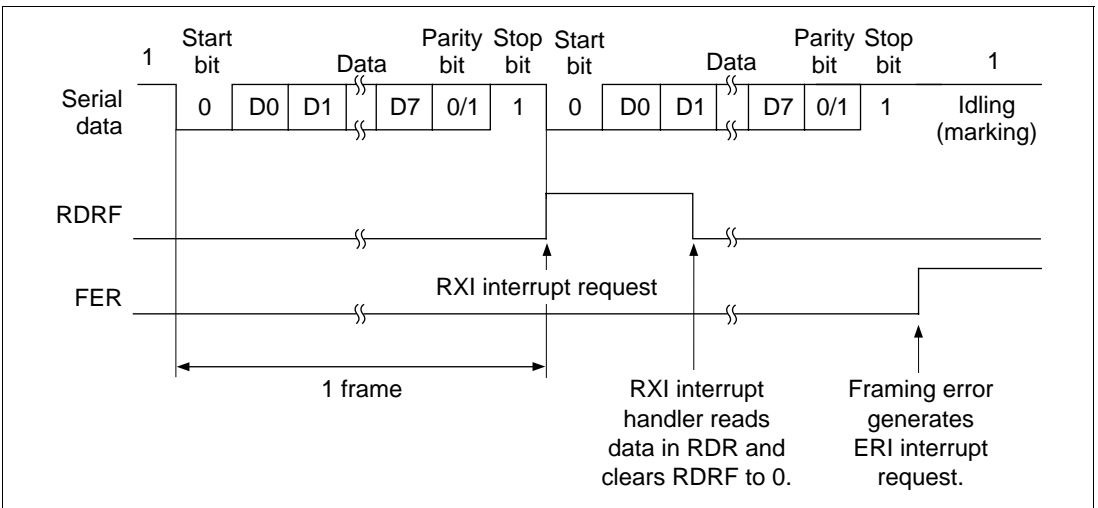 1 Start bit Data Parity bit Stop bit Start bit Data Parity bit Stop bit 1
Serial data 0 D0 D1 D7 0/1 1 0 D0 D1 D7 0/1 1 Idling (marking)
RDRF
RXI interrupt request
FER
1 frame
RXI interrupt
handler reads
data in RDR and
clears RDRF to 0.
Framing error
generates
ERI interrupt
request.